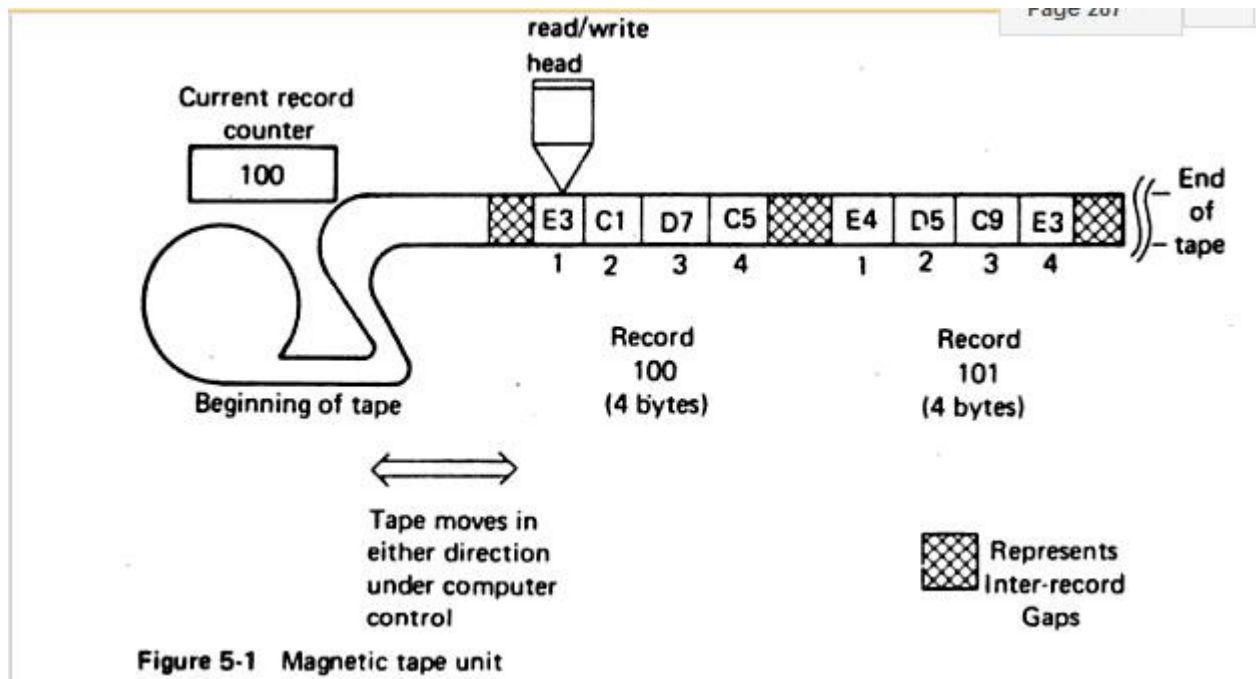 Page 287
read/write
head
Current record
counter
100
E3 C1 D7 C5 E4 D5 C9 E3
1 2 3 4 1 2 3 4
End
of
tape
Record
100
(4 bytes)
Record
101
(4 bytes)
Beginning of tape
Tape moves in
either direction
under computer
control
Represents
Inter-record
Gaps
Figure 5-1 Magnetic tape unit